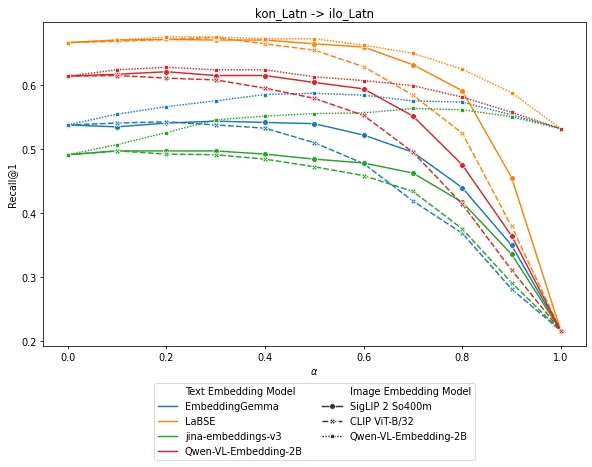 kon_Latn -> ilo_Latn
Recall@1
0.6
0.5
0.4
0.3
0.2
0.0 0.2 0.4 0.6 0.8 1.0
α
Text Embedding Model Image Embedding Model
EmbeddingGemma SigLIP 2 So400m
LaBSE CLIP ViT-B/32
jina-embeddings-v3 Qwen-VL-Embedding-2B
Qwen-VL-Embedding-2B